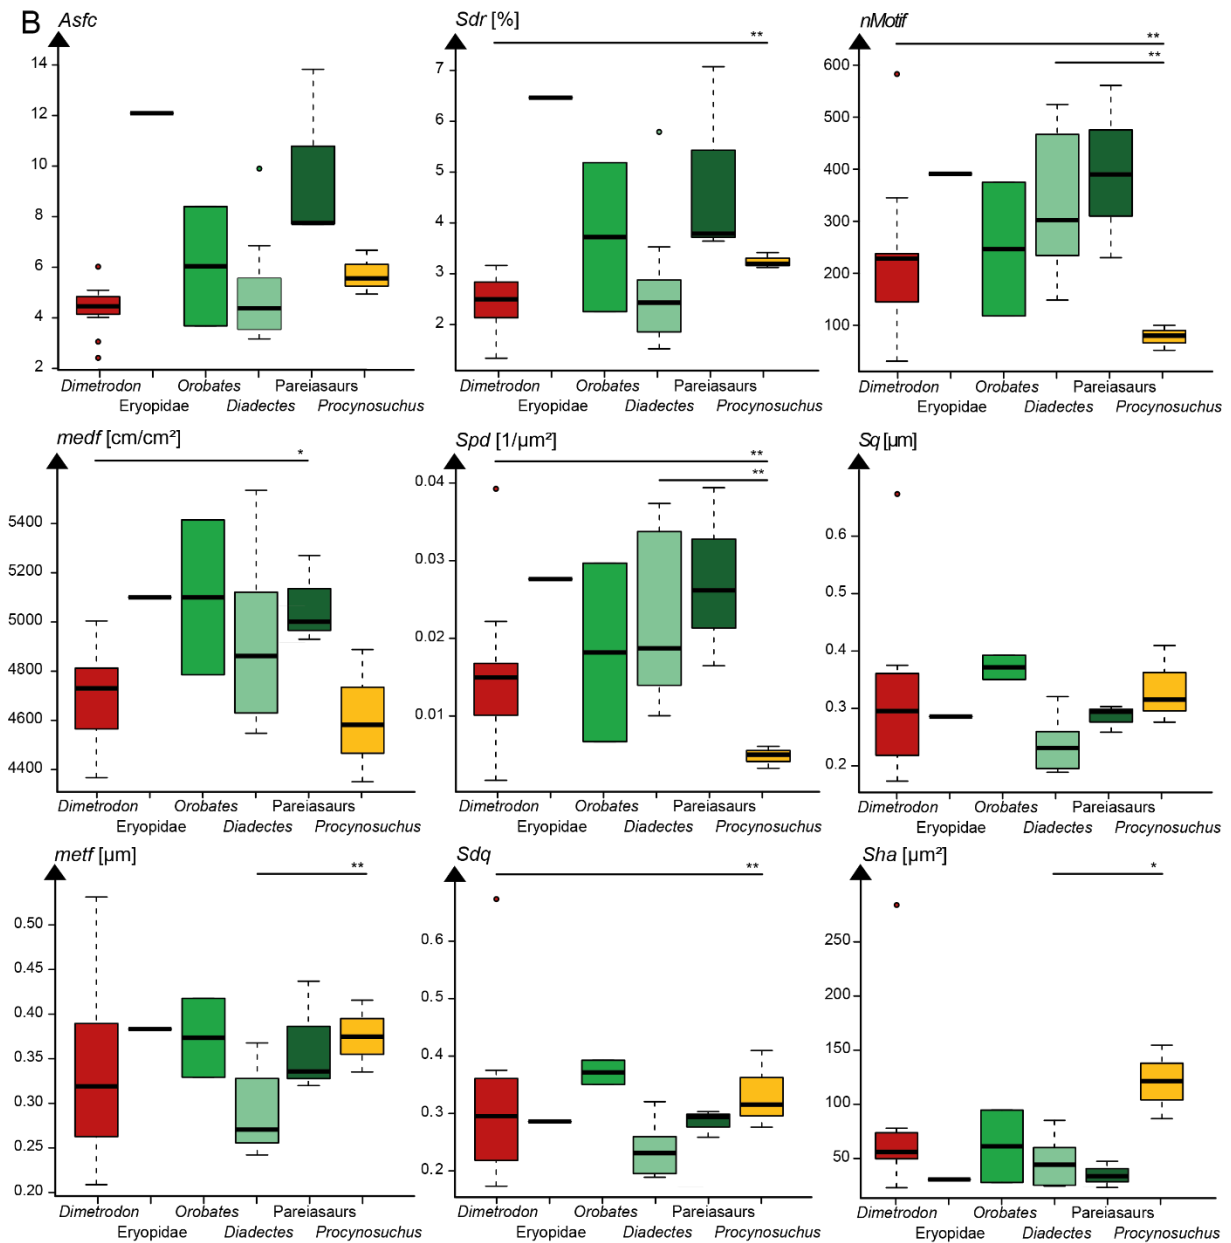 B
Asfc
14
12
10
8
6
4
2
Dimetrodon Orobates Pareiasaurs
Eryopidae Diadectes Procynosuchus
Sdr [%]
**
7
6
5
4
3
2
Dimetrodon Orobates Pareiasaurs
Eryopidae Diadectes Procynosuchus
nMotif
**
**
600
500
400
300
200
100
Dimetrodon Orobates Pareiasaurs
Eryopidae Diadectes Procynosuchus
medf [cm/cm²]
*
5400
5200
5000
4800
4600
4400
Dimetrodon Orobates Pareiasaurs
Eryopidae Diadectes Procynosuchus
Spd [1/µm²]
**
**
0.04
0.03
0.02
0.01
Dimetrodon Orobates Pareiasaurs
Eryopidae Diadectes Procynosuchus
Sq [µm]
0.6
0.5
0.4
0.3
0.2
Dimetrodon Orobates Pareiasaurs
Eryopidae Diadectes Procynosuchus
metf [µm]
**
0.50
0.45
0.40
0.35
0.30
0.25
0.20
Dimetrodon Orobates Pareiasaurs
Eryopidae Diadectes Procynosuchus
Sdq
**
0.6
0.5
0.4
0.3
0.2
Dimetrodon Orobates Pareiasaurs
Eryopidae Diadectes Procynosuchus
Sha [µm²]
*
250
200
150
100
50
Dimetrodon Orobates Pareiasaurs
Eryopidae Diadectes Procynosuchus